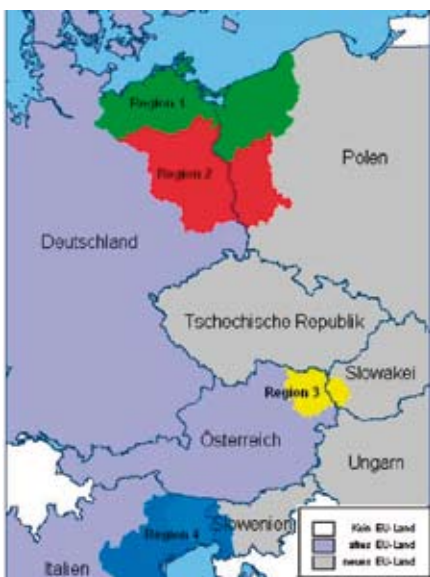 Region 1
Polen
Region 2
Deutschland
Tschechische Republik
Slowakei
Region 3
Österreich
Ungarn
Region 4
Slowenien
Italien
Kein EU-Land
altes EU-Land
neues EU-Land